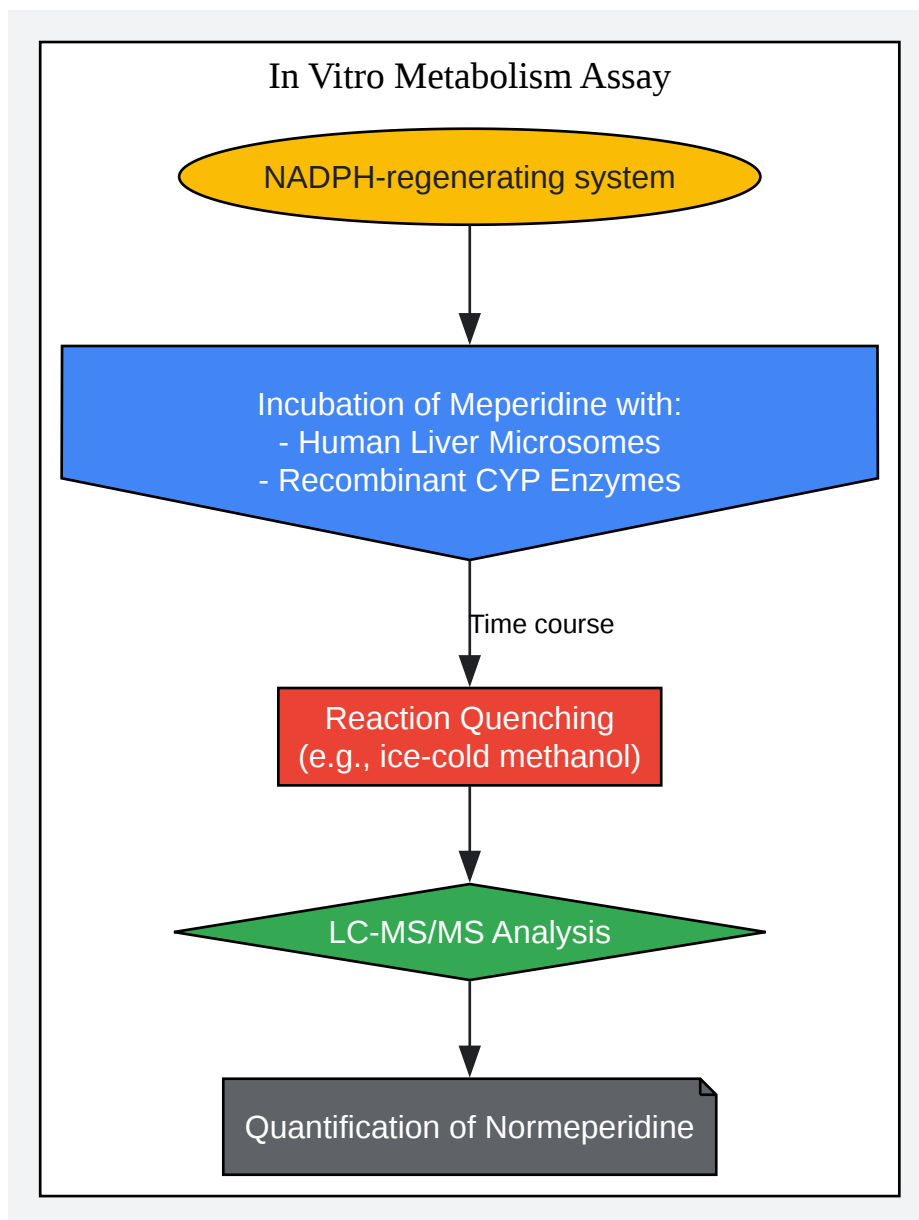 In Vitro Metabolism Assay
NADPH-regenerating system
Incubation of Meperidine with:
- Human Liver Microsomes
- Recombinant CYP Enzymes
Time course
Reaction Quenching
(e.g., ice-cold methanol)
LC-MS/MS Analysis
Quantification of Normeperidine